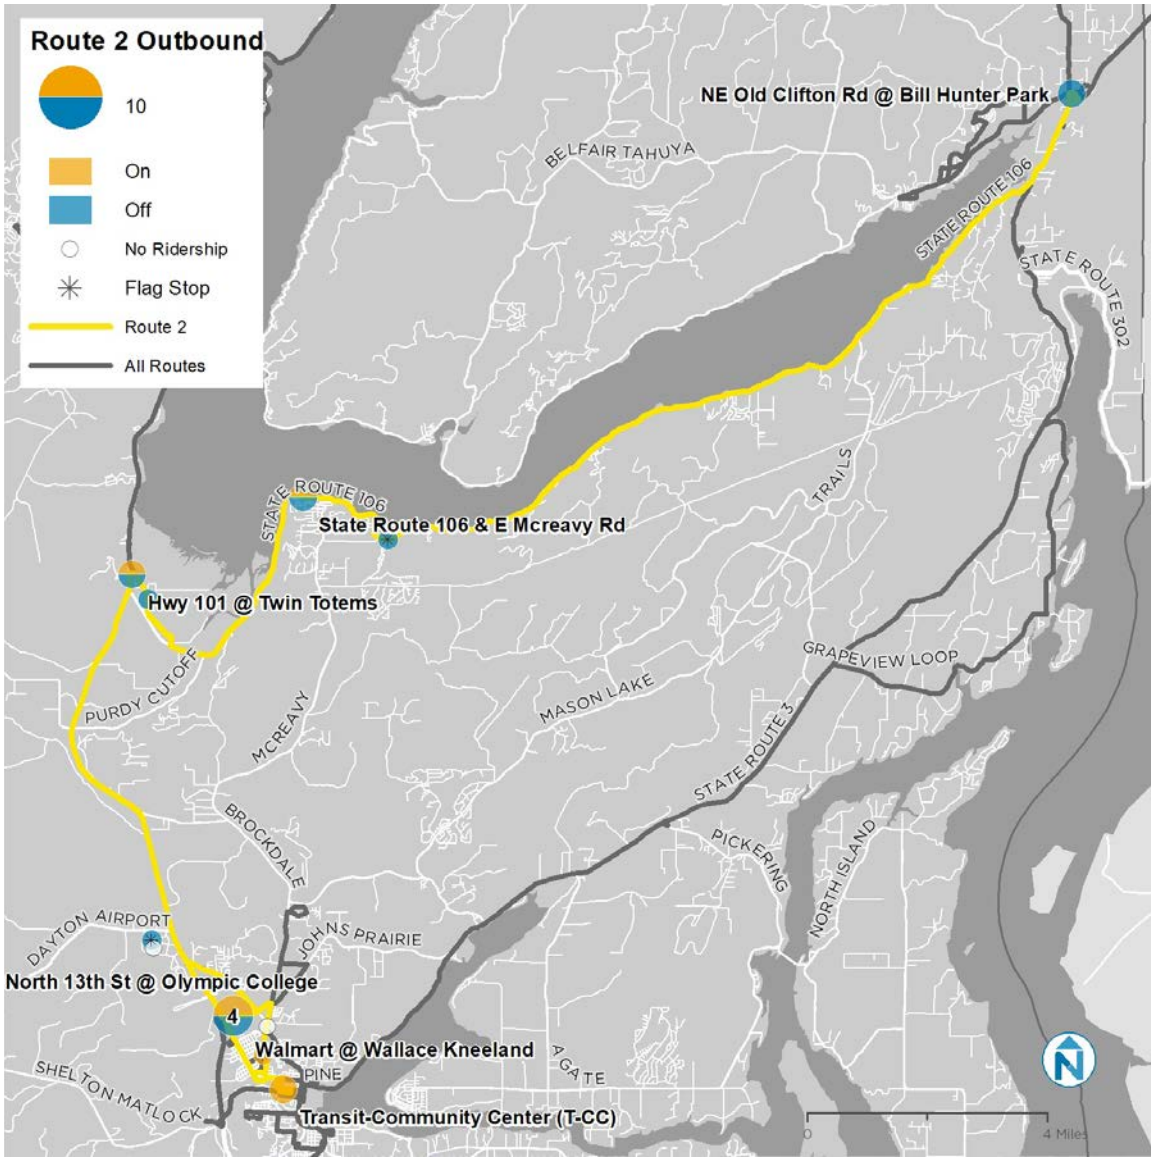 Route 2 Outbound
10
On
Off
No Ridership
Flag Stop
Route 2
All Routes
NE Old Clifton Rd @ Bill Hunter Park
BELFAIR TAHUYA
STATE ROUTE 106
STATE ROUTE 302
STATE ROUTE 106
State Route 106 & E Mcreavy Rd
TRAILS
Hwy 101 @ Twin Totems
PURDY CUTOFF
GRAPEVIEW LOOP
MCREAVY
MASON LAKE
STATE ROUTE 3
BROCKDALE
PICKERING
NORTH ISLAND
DAYTON AIRPORT
JOHNS PRAIRIE
North 13th St @ Olympic College
4
Walmart @ Wallace Kneeland
PINE
AGATE
N
SHELTON MATLOCK
Transit-Community Center (T-CC)
0
4 Miles